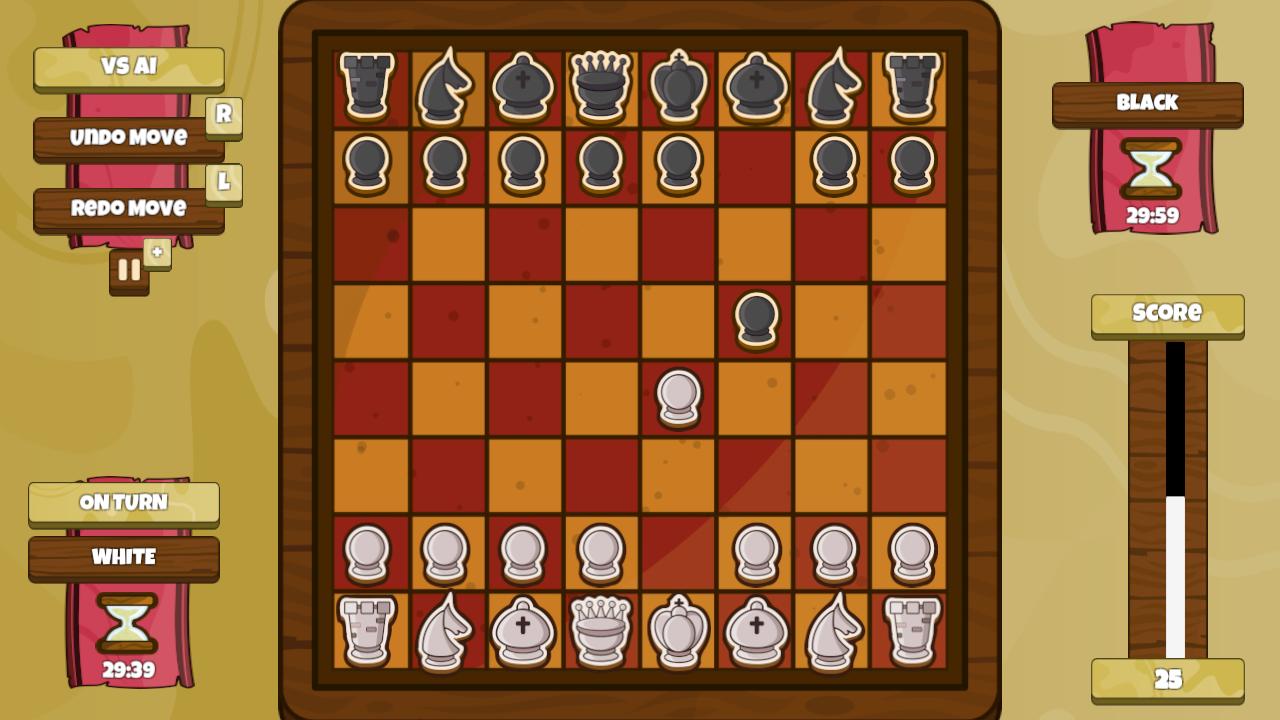 VS AI
R
UNDO MOVE
L
REDO MOVE
+
ON TURN
WHITE
29:39
BLACK
29:59
SCORE
25